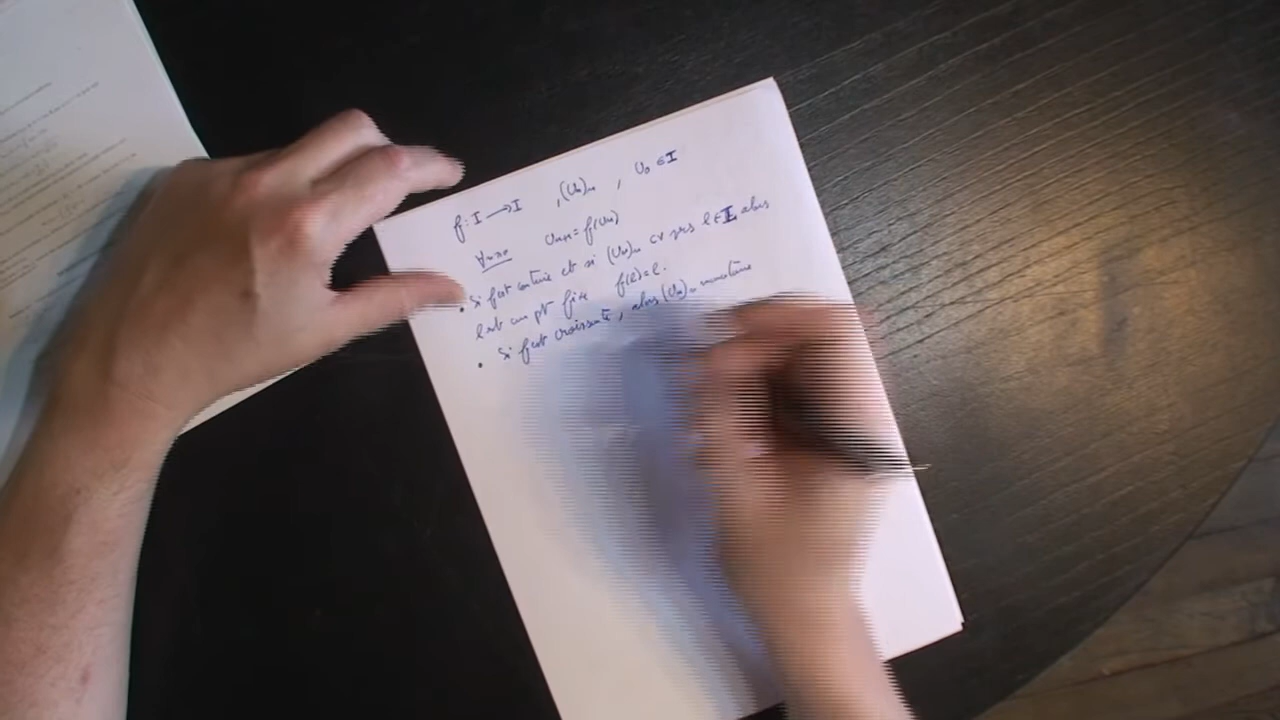 f : I → I , (Un)n , U0 ∈ I
∀n≥0 Un+1 = f(Un)
• Si f est continue et si (Un)n cv vers l ∈ I alors
l est un pt fixe f(l)=l.
• Si f est croissante, alors (Un)n monotone